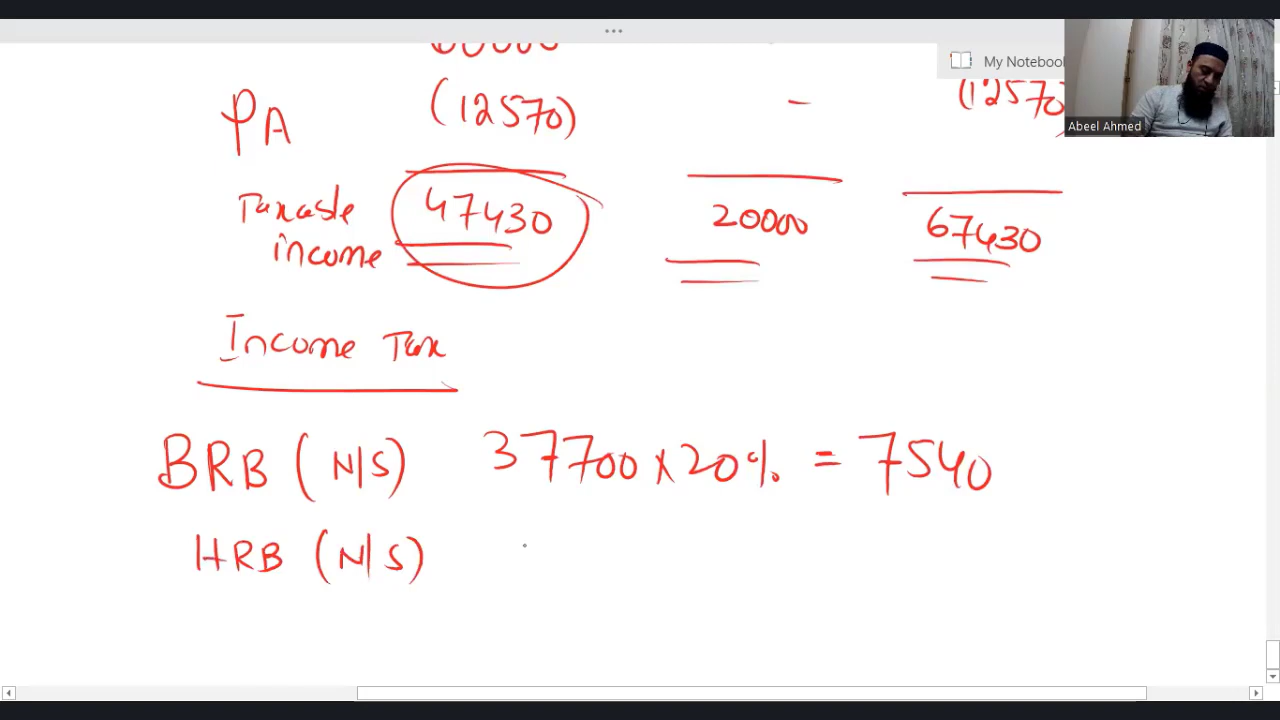 My Notebook
PA (12570) - (12570)
Taxable 47430 20000 67430
income
Income Tax
BRB (N/S) 37700 x 20% = 7540
HRB (N/S)
Abeel Ahmed